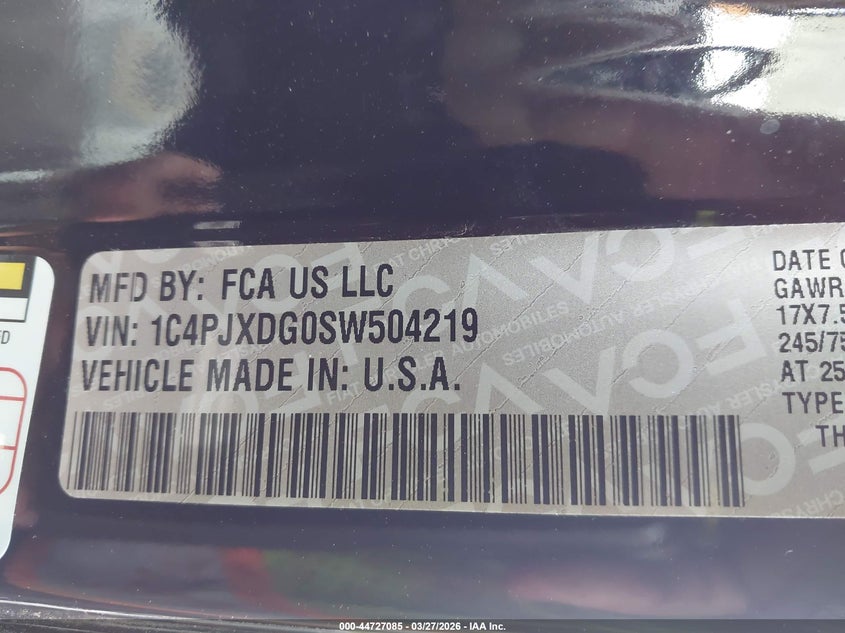 MFD BY: FCA US LLC
VIN: 1C4PJXDG0SW504219
VEHICLE MADE IN: U.S.A.
DATE O
GAWR
17X7.5
245/75
AT 25
TYPE
TH
ED
000-44727085 - 03/27/2026 - IAA Inc.